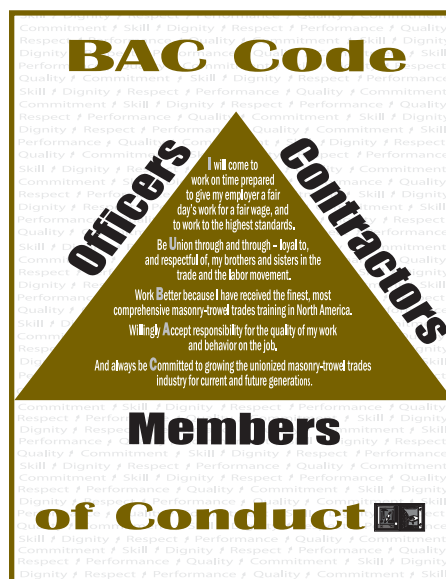 BAC Code
Officers
Contractors
I will come to
work on time prepared
to give my employer a fair
day's work for a fair wage, and
to work to the highest standards.
Be Union through and through – loyal to,
and respectful of, my brothers and sisters in the
trade and the labor movement.
Work Better because I have received the finest, most
comprehensive masonry-trowel trades training in North America.
Willingly Accept responsibility for the quality of my work
and behavior on the job.
And always be Committed to growing the unionized masonry-trowel trades
industry for current and future generations.
Members
of Conduct